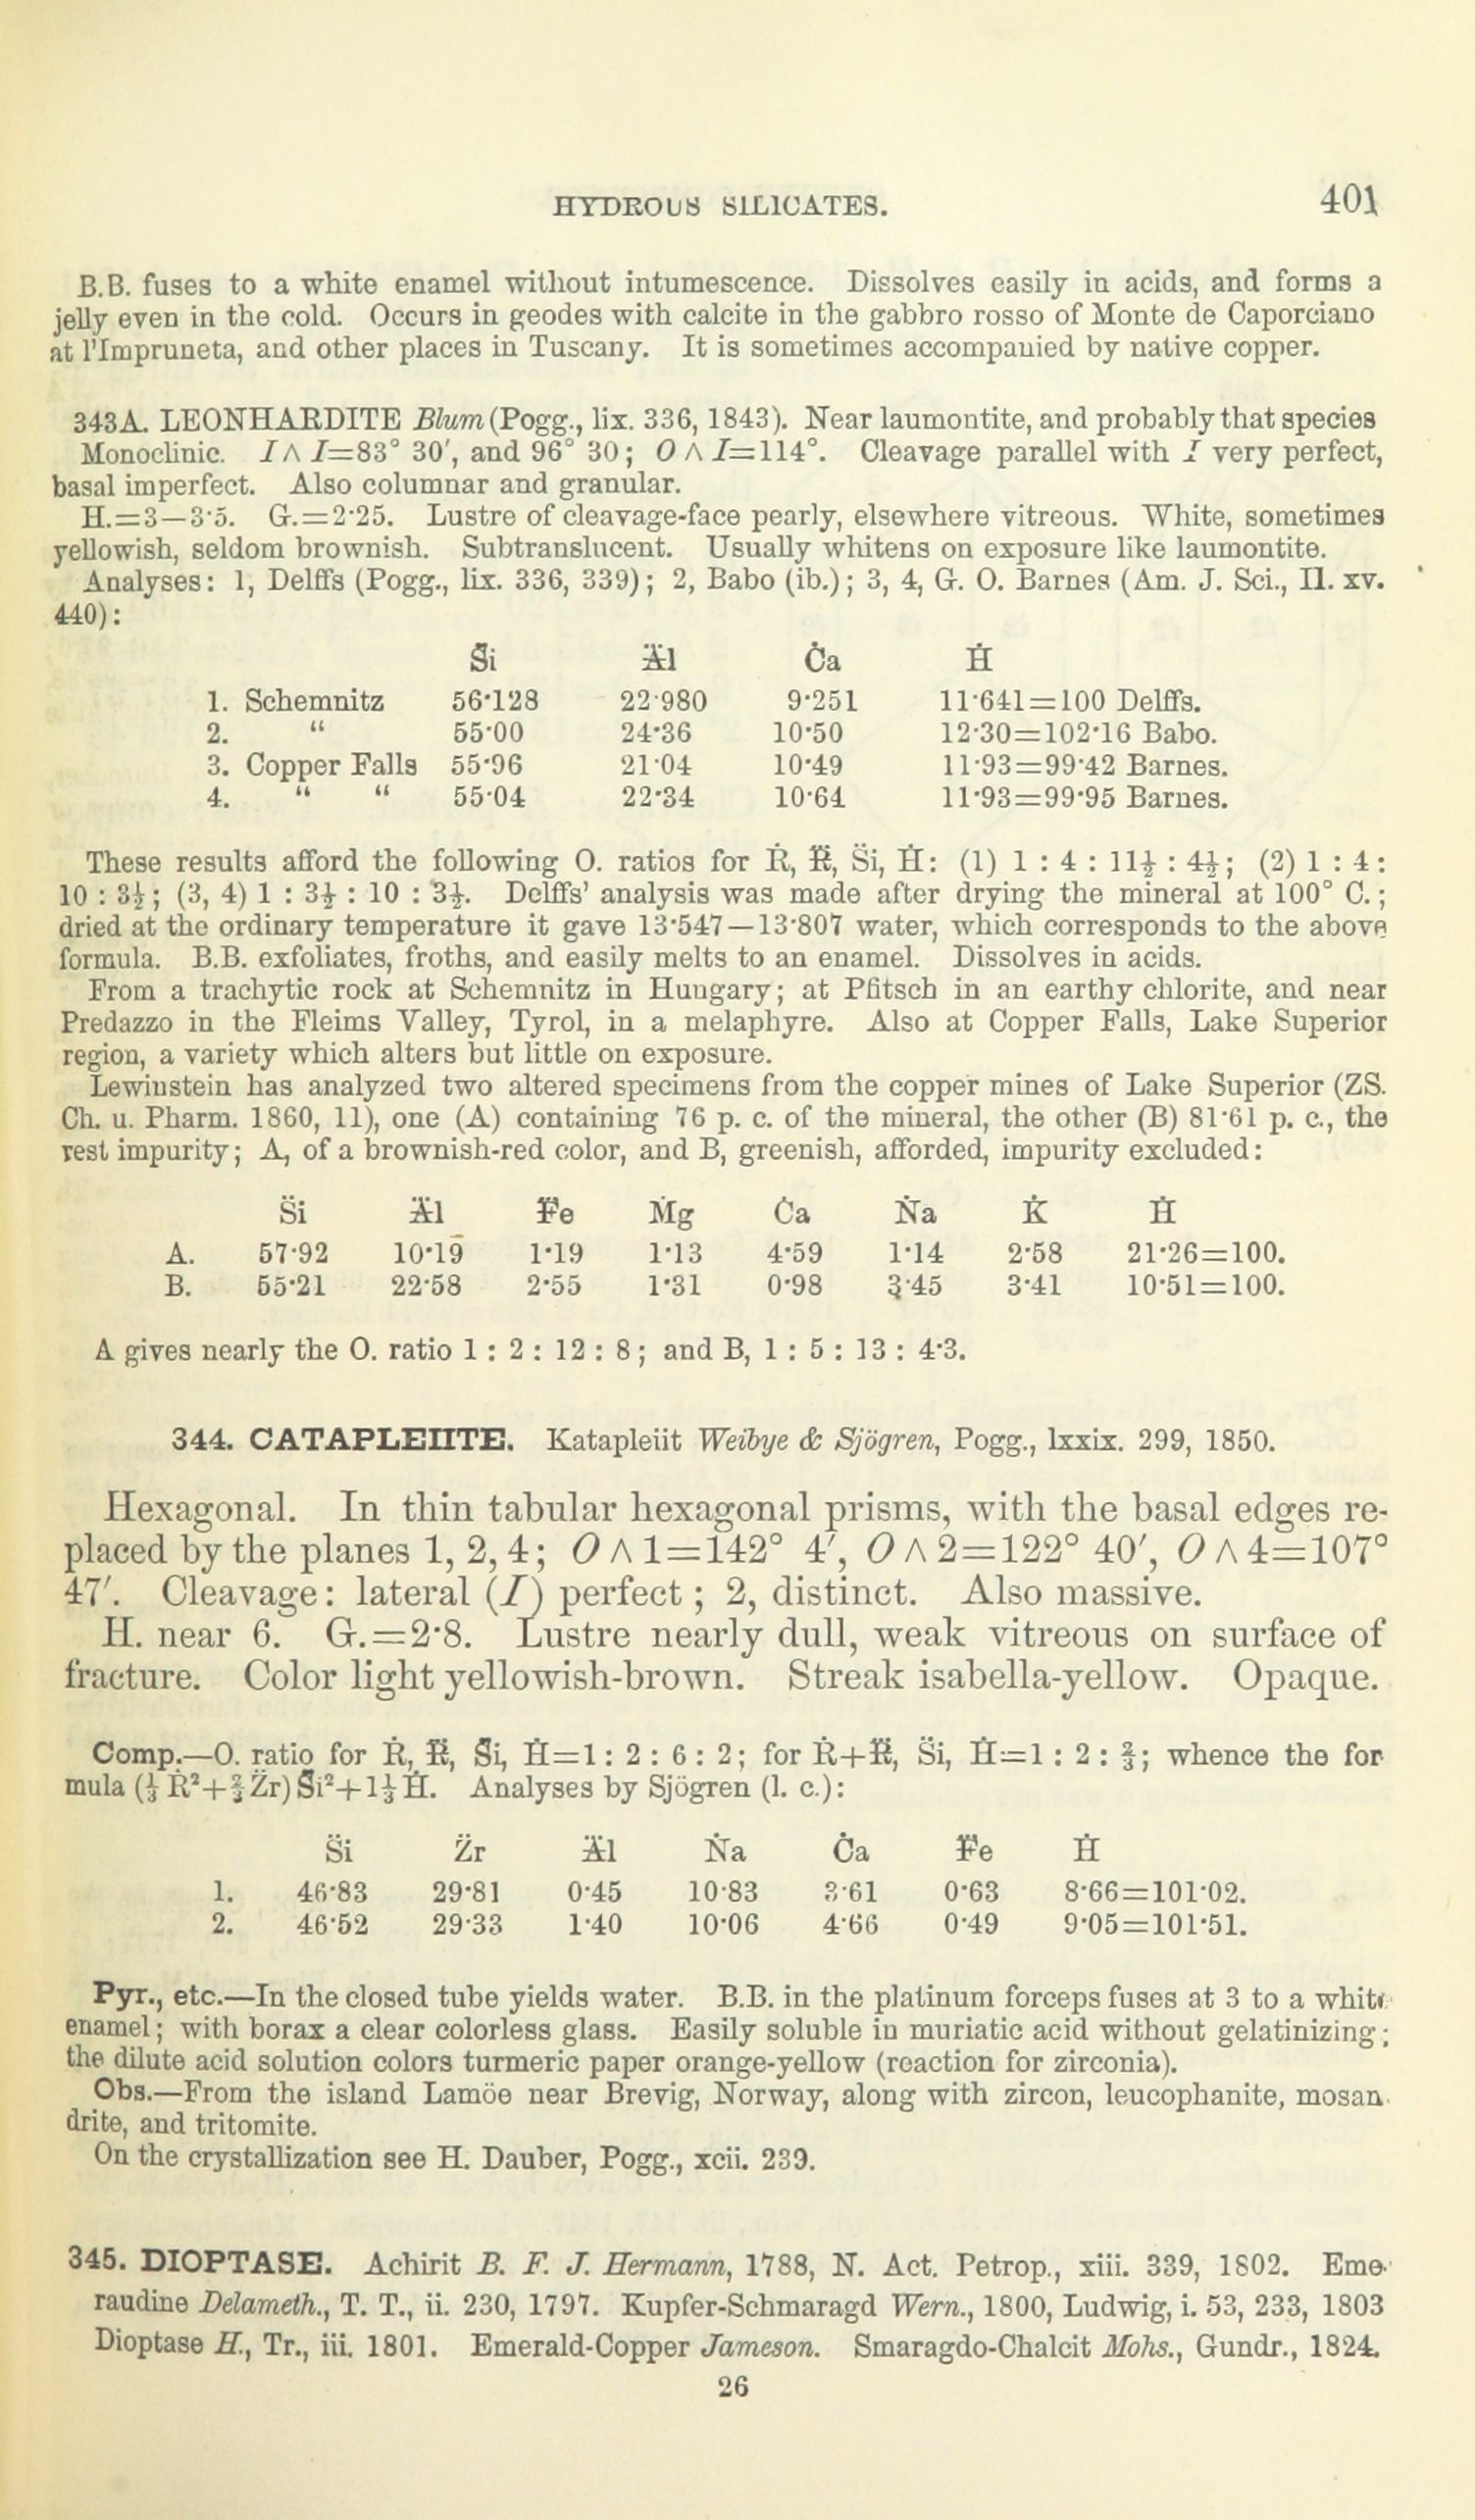 HYDROUS SILICATES. 401
B.B. fuses to a white enamel without intumescence. Dissolves easily in acids, and forms a
jelly even in the cold. Occurs in geodes with calcite in the gabbro rosso of Monte de Caporciano
at l'Impruneta, and other places in Tuscany. It is sometimes accompanied by native copper.
343A. LEONHARDITE Blum (Pogg., lix. 336, 1843). Near laumontite, and probably that species
Monoclinic. I ∧ I=83° 30′, and 96° 30; O ∧ I=114°. Cleavage parallel with I very perfect,
basal imperfect. Also columnar and granular.
H.=3—3·5. G.=2·25. Lustre of cleavage-face pearly, elsewhere vitreous. White, sometimes
yellowish, seldom brownish. Subtranslucent. Usually whitens on exposure like laumontite.
Analyses: 1, Delffs (Pogg., lix. 336, 339); 2, Babo (ib.); 3, 4, G. O. Barnes (Am. J. Sci., II. xv.
440):
S̈i A̶̎l Ċa Ḣ
1. Schemnitz 56·128 22·980 9·251 11·641=100 Delffs.
2. “ 55·00 24·36 10·50 12·30=102·16 Babo.
3. Copper Falls 55·96 21·04 10·49 11·93=99·42 Barnes.
4. “ “ 55·04 22·34 10·64 11·93=99·95 Barnes.
These results afford the following O. ratios for Ṙ, R̶̈, S̈i, Ḣ: (1) 1 : 4 : 11½ : 4½; (2) 1 : 4 :
10 : 3½; (3, 4) 1 : 3½ : 10 : 3½. Delffs' analysis was made after drying the mineral at 100° C.;
dried at the ordinary temperature it gave 13·547—13·807 water, which corresponds to the above
formula. B.B. exfoliates, froths, and easily melts to an enamel. Dissolves in acids.
From a trachytic rock at Schemnitz in Hungary; at Pfitsch in an earthy chlorite, and near
Predazzo in the Fleims Valley, Tyrol, in a melaphyre. Also at Copper Falls, Lake Superior
region, a variety which alters but little on exposure.
Lewinstein has analyzed two altered specimens from the copper mines of Lake Superior (ZS.
Ch. u. Pharm. 1860, 11), one (A) containing 76 p. c. of the mineral, the other (B) 81·61 p. c., the
rest impurity; A, of a brownish-red color, and B, greenish, afforded, impurity excluded:
S̈i A̶̎l F̶̈e Ṁg Ċa Ṅa K̇ Ḣ
A. 57·92 10·19 1·19 1·13 4·59 1·14 2·58 21·26=100.
B. 55·21 22·58 2·55 1·31 0·98 3·45 3·41 10·51=100.
A gives nearly the O. ratio 1 : 2 : 12 : 8; and B, 1 : 5 : 13 : 4·3.
344. CATAPLEIITE. Katapleiit Weibye & Sjögren, Pogg., lxxix. 299, 1850.
Hexagonal. In thin tabular hexagonal prisms, with the basal edges re-
placed by the planes 1, 2, 4; O ∧ 1=142° 4′, O ∧ 2=122° 40′, O ∧ 4=107°
47′. Cleavage: lateral (I) perfect; 2, distinct. Also massive.
H. near 6. G.=2·8. Lustre nearly dull, weak vitreous on surface of
fracture. Color light yellowish-brown. Streak isabella-yellow. Opaque.
Comp.—O. ratio for Ṙ, R̶̈, S̈i, Ḣ=1 : 2 : 6 : 2; for Ṙ+R̶̈, S̈i, Ḣ=1 : 2 : ⅔; whence the for
mula (⅓ Ṙ²+⅔ Z̈r) S̈i²+1⅓ Ḣ. Analyses by Sjögren (l. c.):
S̈i Z̈r A̶̎l Ṅa Ċa F̶̈e Ḣ
1. 46·83 29·81 0·45 10·83 3·61 0·63 8·66=101·02.
2. 46·52 29·33 1·40 10·06 4·66 0·49 9·05=101·51.
Pyr., etc.—In the closed tube yields water. B.B. in the platinum forceps fuses at 3 to a white
enamel; with borax a clear colorless glass. Easily soluble in muriatic acid without gelatinizing;
the dilute acid solution colors turmeric paper orange-yellow (reaction for zirconia).
Obs.—From the island Lamöe near Brevig, Norway, along with zircon, leucophanite, mosan-
drite, and tritomite.
On the crystallization see H. Dauber, Pogg., xcii. 239.
345. DIOPTASE. Achirit B. F. J. Hermann, 1788, N. Act. Petrop., xiii. 339, 1802. Eme-
raudine Delameth., T. T., ii. 230, 1797. Kupfer-Schmaragd Wern., 1800, Ludwig, i. 53, 233, 1803
Dioptase H., Tr., iii. 1801. Emerald-Copper Jameson. Smaragdo-Chalcit Mohs., Gundr., 1824.
26